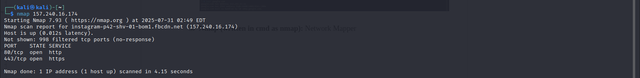 ┌──(kali㉿kali)-[~]
└─$ nmap 157.240.16.174
Starting Nmap 7.93 ( https://nmap.org ) at 2025-07-31 02:49 EDT
Nmap scan report for instagram-p42-shv-01-bom1.fbcdn.net (157.240.16.174)
Host is up (0.012s latency).
Not shown: 998 filtered tcp ports (no-response)
PORT    STATE SERVICE
80/tcp  open  http
443/tcp open  https
Nmap done: 1 IP address (1 host up) scanned in 4.15 seconds